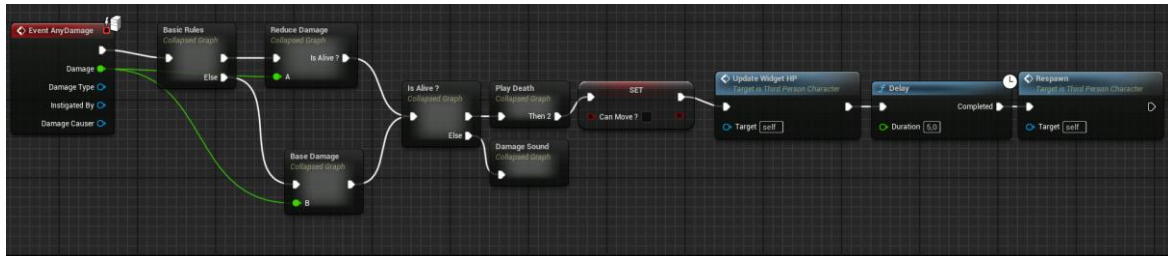 Event AnyDamage
Damage
Damage Type
Instigated By
Damage Causer
Basic Rules
Collapsed Graph
Else
Reduce Damage
Collapsed Graph
Is Alive ?
A
Base Damage
Collapsed Graph
B
Is Alive ?
Collapsed Graph
Else
Play Death
Collapsed Graph
Then 2
Damage Sound
Collapsed Graph
SET
Can Move ?
Update Widget HP
Target is Third Person Character
Target self
f Delay
Completed
Duration 5,0
Respawn
Target is Third Person Character
Target self